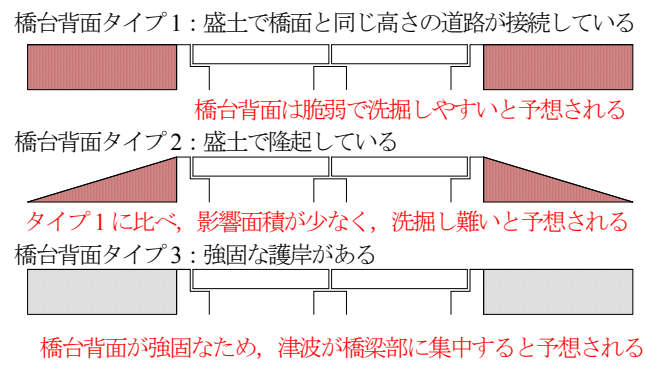 橋台背面タイプ1：盛土で橋面と同じ高さの道路が接続している
橋台背面は脆弱で洗掘しやすいと予想される
橋台背面タイプ2：盛土で隆起している
タイプ1に比べ，影響面積が少なく，洗掘し難いと予想される
橋台背面タイプ3：強固な護岸がある
橋台背面が強固なため，津波が橋梁部に集中すると予想される